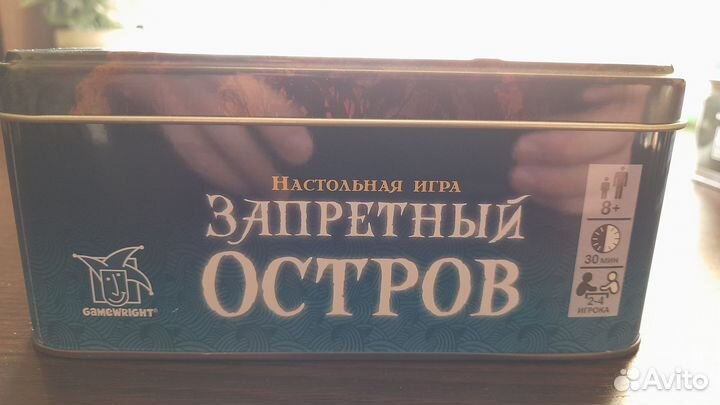 Настольная игра
ЗАПРЕТНЫЙ
ОСТРОВ
GAMEWRIGHT®
8+
30 МИН
2-4
ИГРОКА
Avito